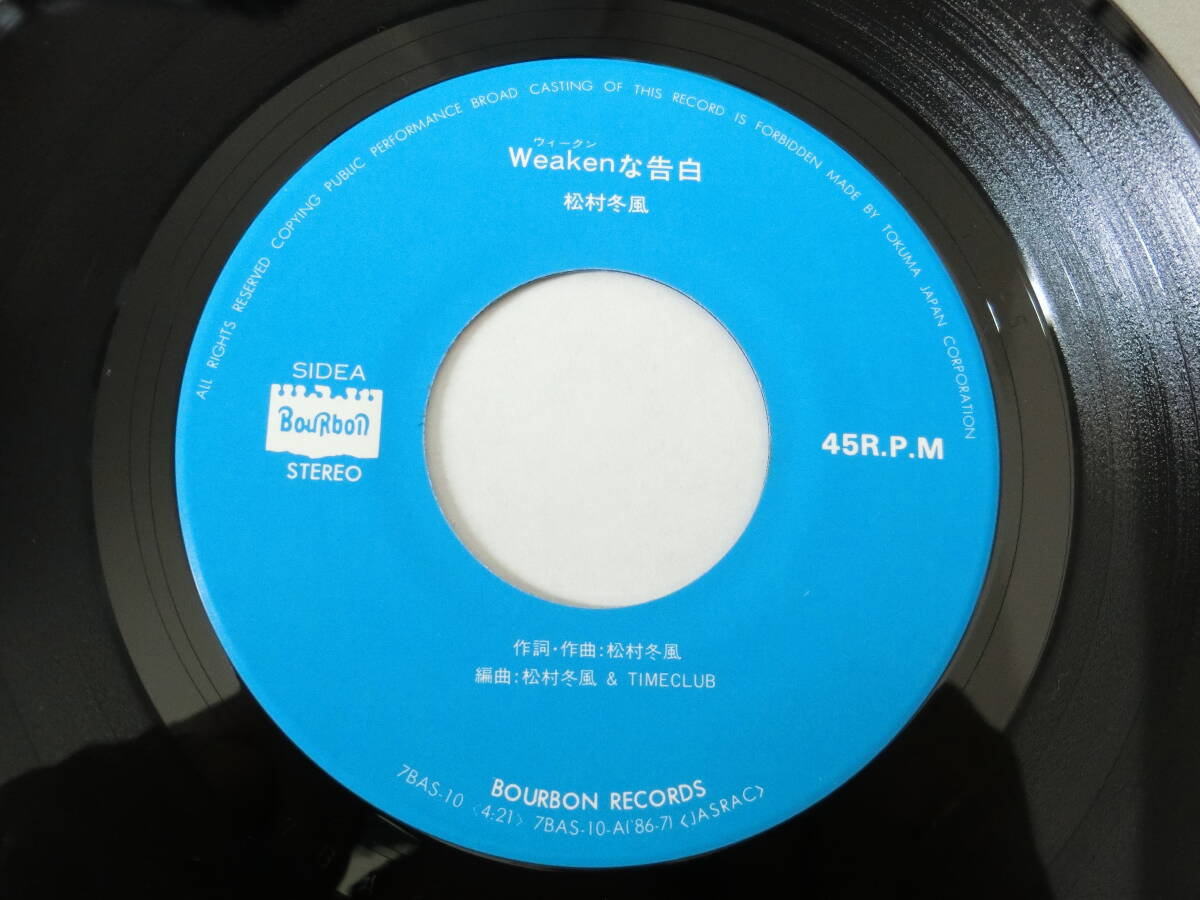 ALL RIGHTS RESERVED COPYING PUBLIC PERFORMANCE BROAD CASTING OF THIS RECORD IS FORBIDDEN MADE BY TOKUMA JAPAN CORPORATION
ウィークン
Weakenな告白
松村冬風
SIDEA
BOURBON
STEREO
45R.P.M
作詞・作曲:松村冬風
編曲:松村冬風 & TIMECLUB
BOURBON RECORDS
7BAS-10 〈4:21〉 7BAS-10-A('86-7) 〈JASRAC〉